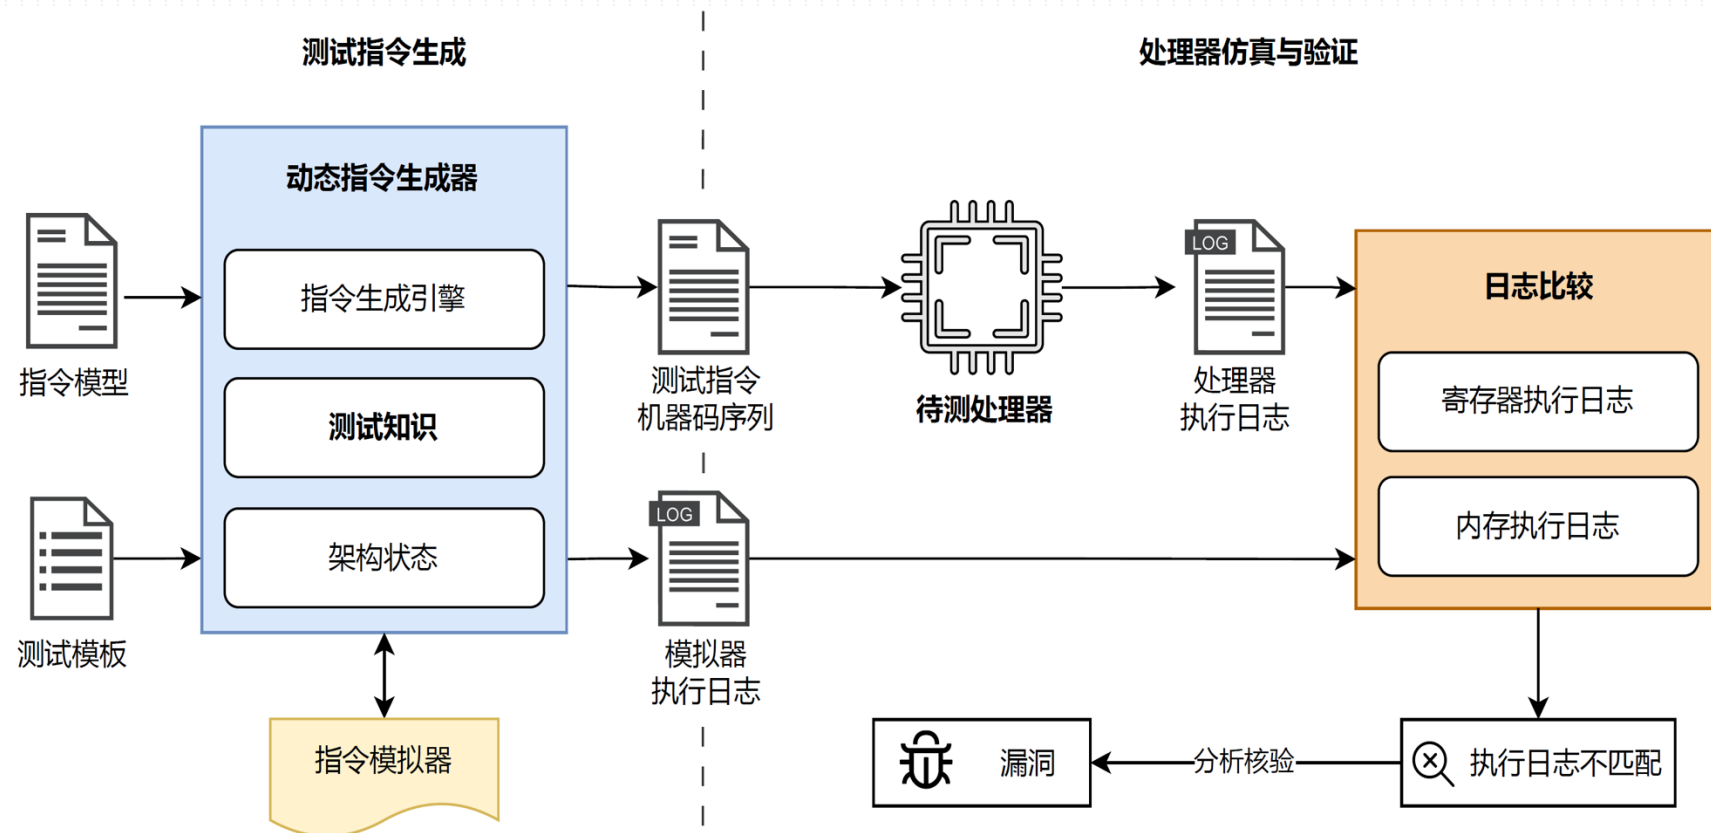 测试指令生成
处理器仿真与验证
动态指令生成器
指令生成引擎
测试知识
架构状态
指令模型
测试模板
指令模拟器
测试指令
机器码序列
LOG
模拟器
执行日志
待测处理器
LOG
处理器
执行日志
日志比较
寄存器执行日志
内存执行日志
执行日志不匹配
分析核验
漏洞